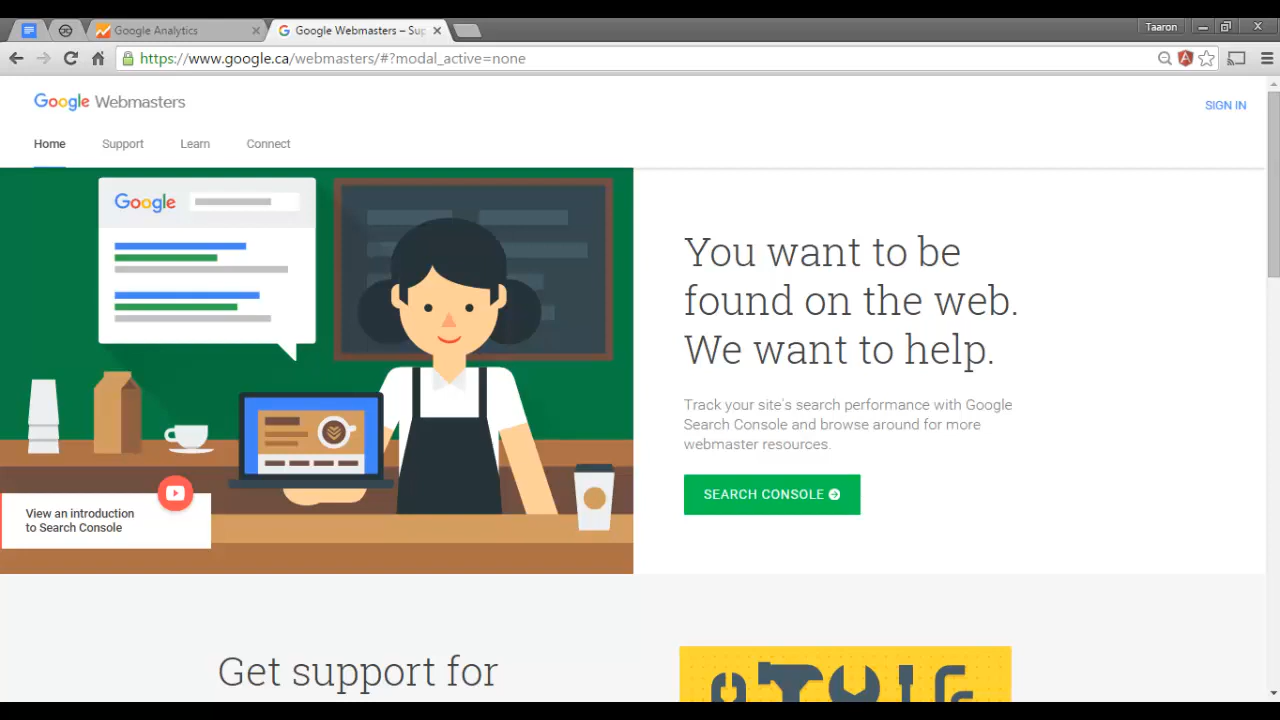 Google Analytics
Google Webmasters – Sup
Taaron
https://www.google.ca/webmasters/#?modal_active=none
Google Webmasters
SIGN IN
Home
Support
Learn
Connect
Google
You want to be
found on the web.
We want to help.
Track your site's search performance with Google
Search Console and browse around for more
webmaster resources.
SEARCH CONSOLE
View an introduction
to Search Console
Get support for